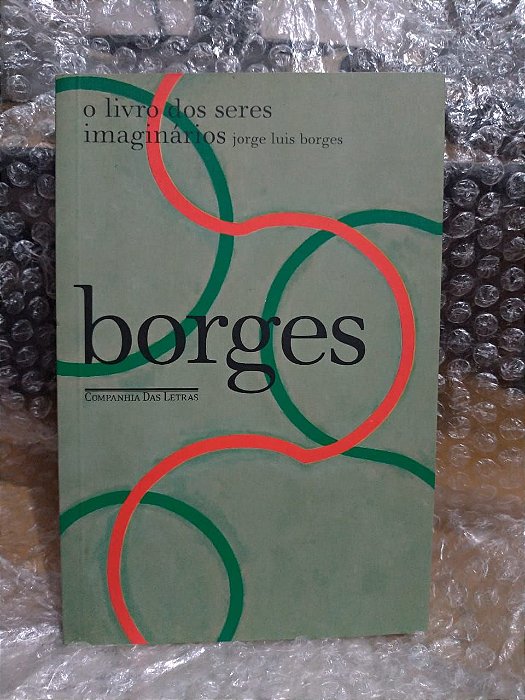 o livro dos seres
imaginários jorge luis borges
borges
COMPANHIA DAS LETRAS